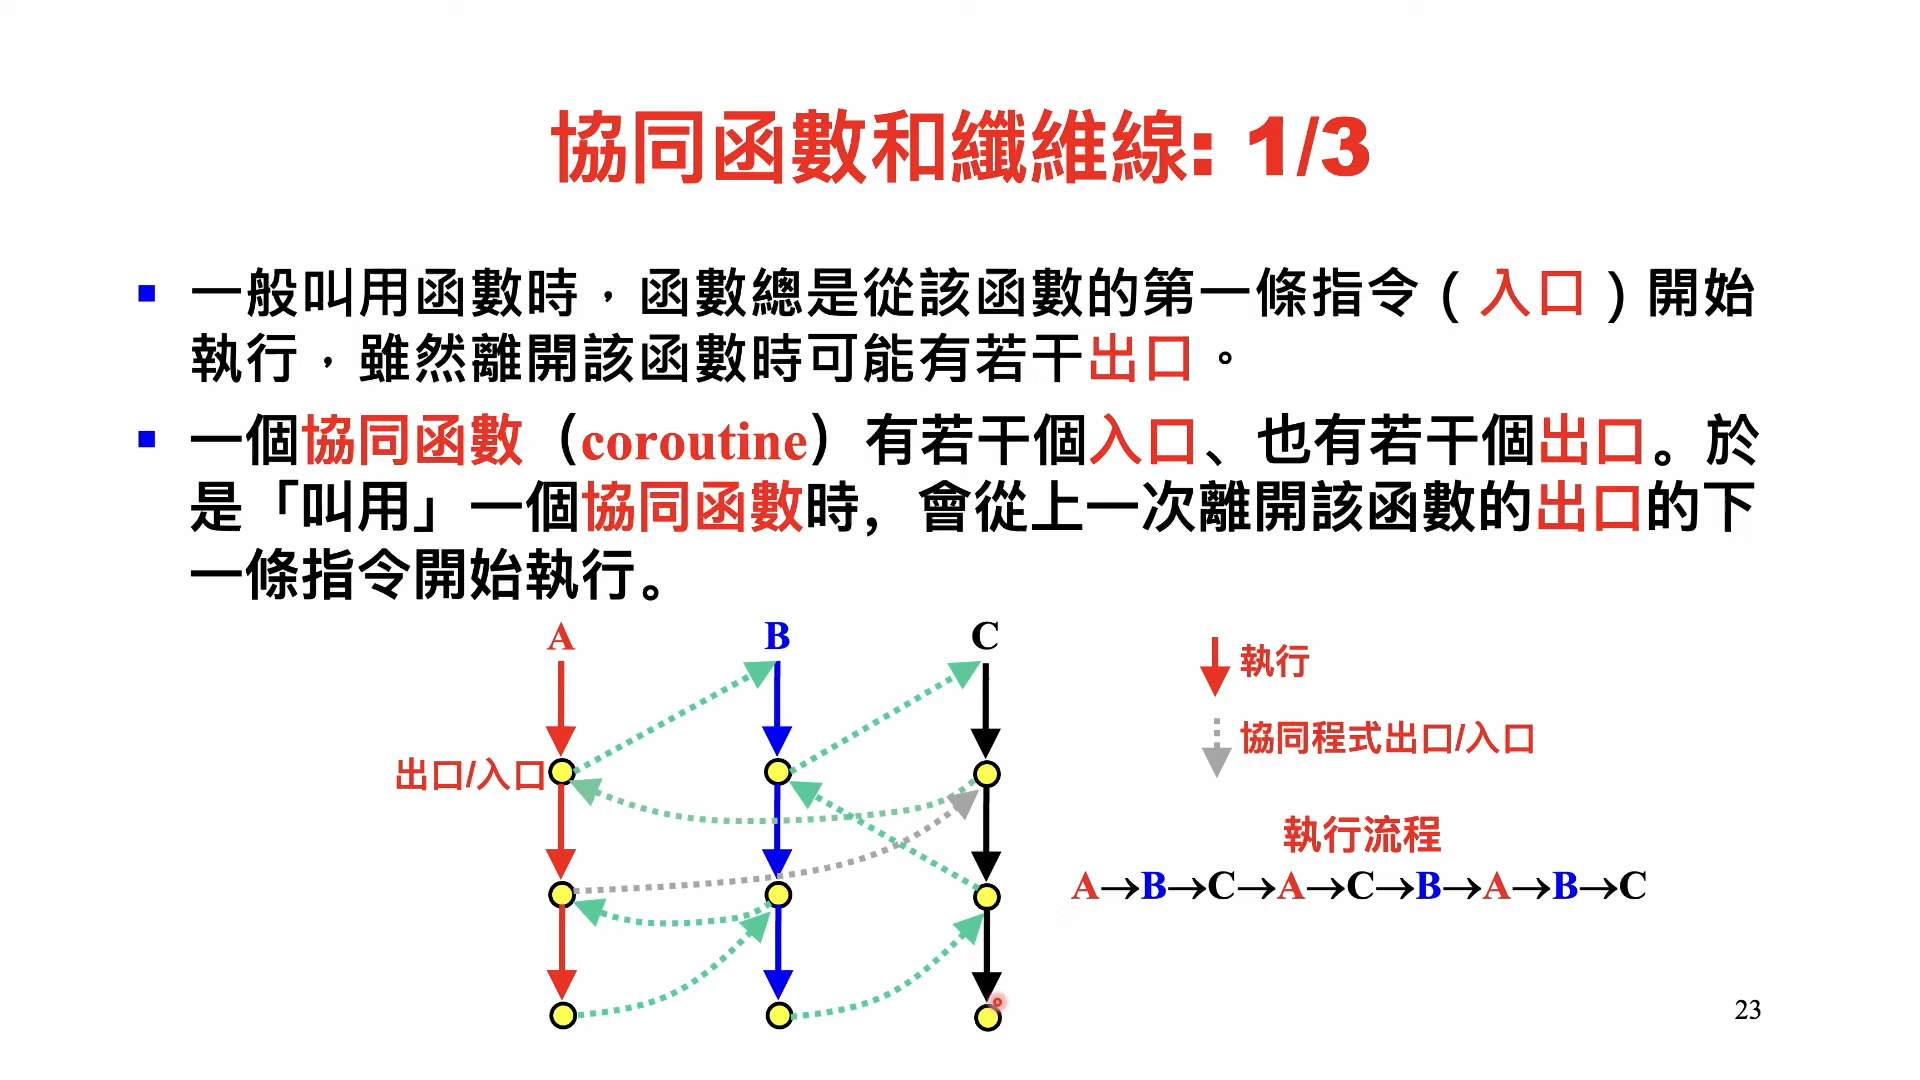 協同函數和纖維線: 1/3
一般叫用函數時，函數總是從該函數的第一條指令（入口）開始
執行，雖然離開該函數時可能有若干出口。
一個協同函數（coroutine）有若干個入口、也有若干個出口。於
是「叫用」一個協同函數時，會從上一次離開該函數的出口的下
一條指令開始執行。
A B C
執行
協同程式出口/入口
出口/入口
執行流程
A→B→C→A→C→B→A→B→C
23